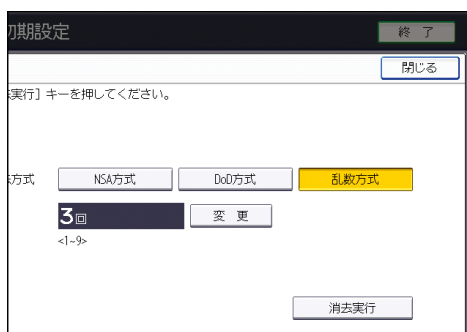 初期設定
終 了
閉じる
実行] キーを押してください。
方式
NSA方式
DoD方式
乱数方式
3回
変 更
<1~9>
消去実行